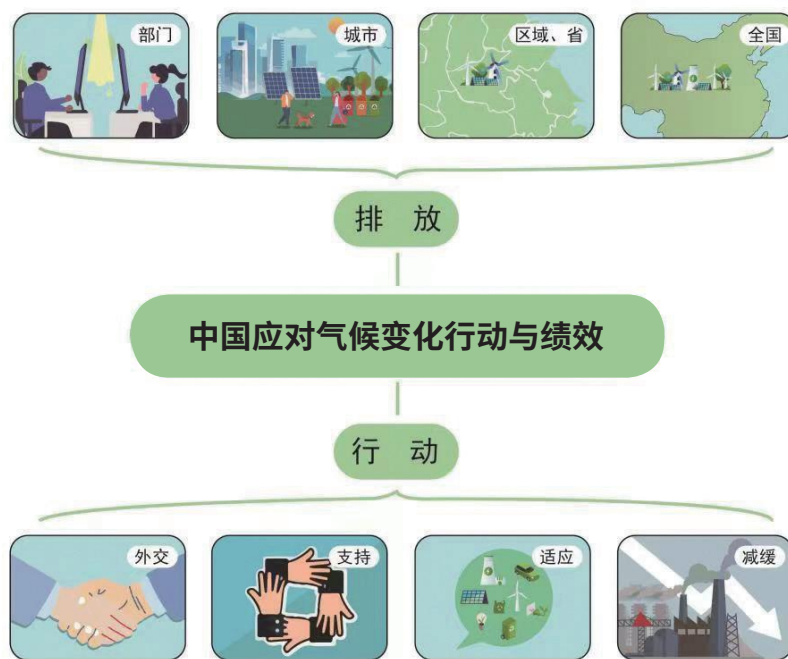 部门
城市
区域、省
全国
排 放
中国应对气候变化行动与绩效
行 动
外交
支持
适应
减缓